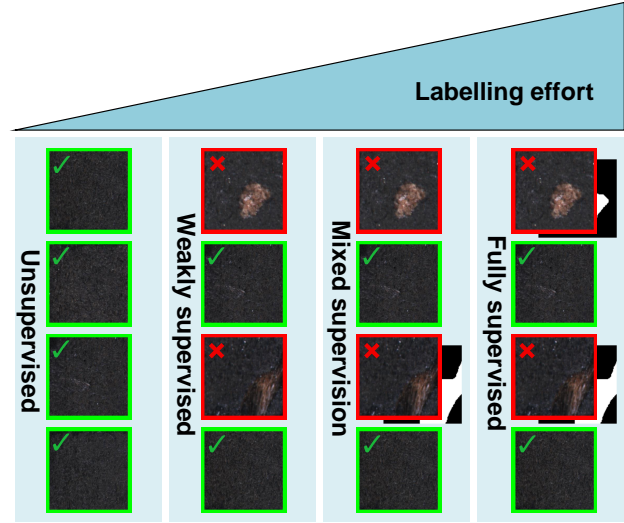 Labelling effort
Unsupervised
Weakly supervised
Mixed supervision
Fully supervised